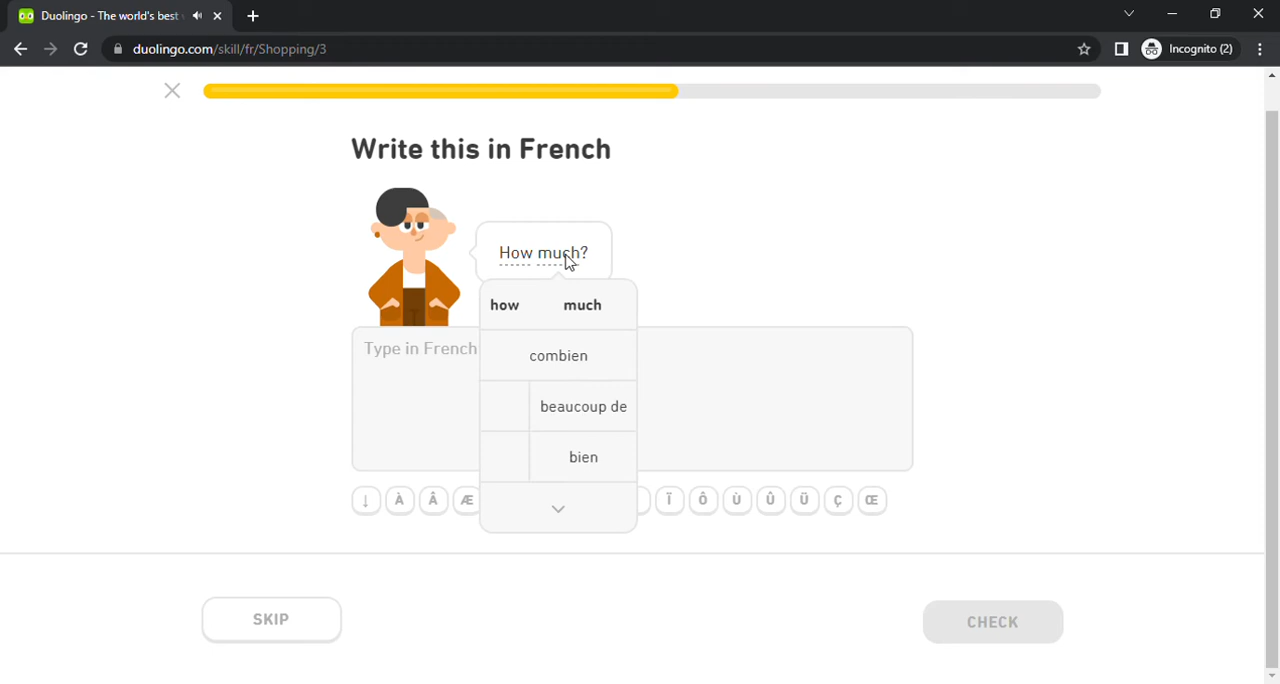 Duolingo - The world's best
duolingo.com/skill/fr/Shopping/3
Incognito (2)
Write this in French
How much?
how much
combien
beaucoup de
bien
Type in French
↓ À Â Æ Ï Ô Ù Û Ü Ç Œ
SKIP
CHECK